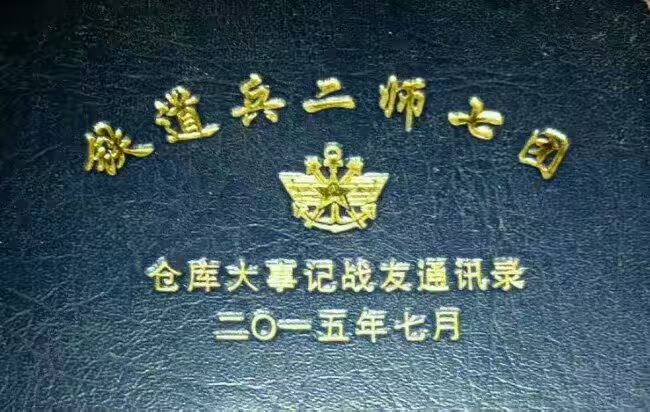 铁道兵二师七团
仓库大事记战友通讯录
二〇一五年七月